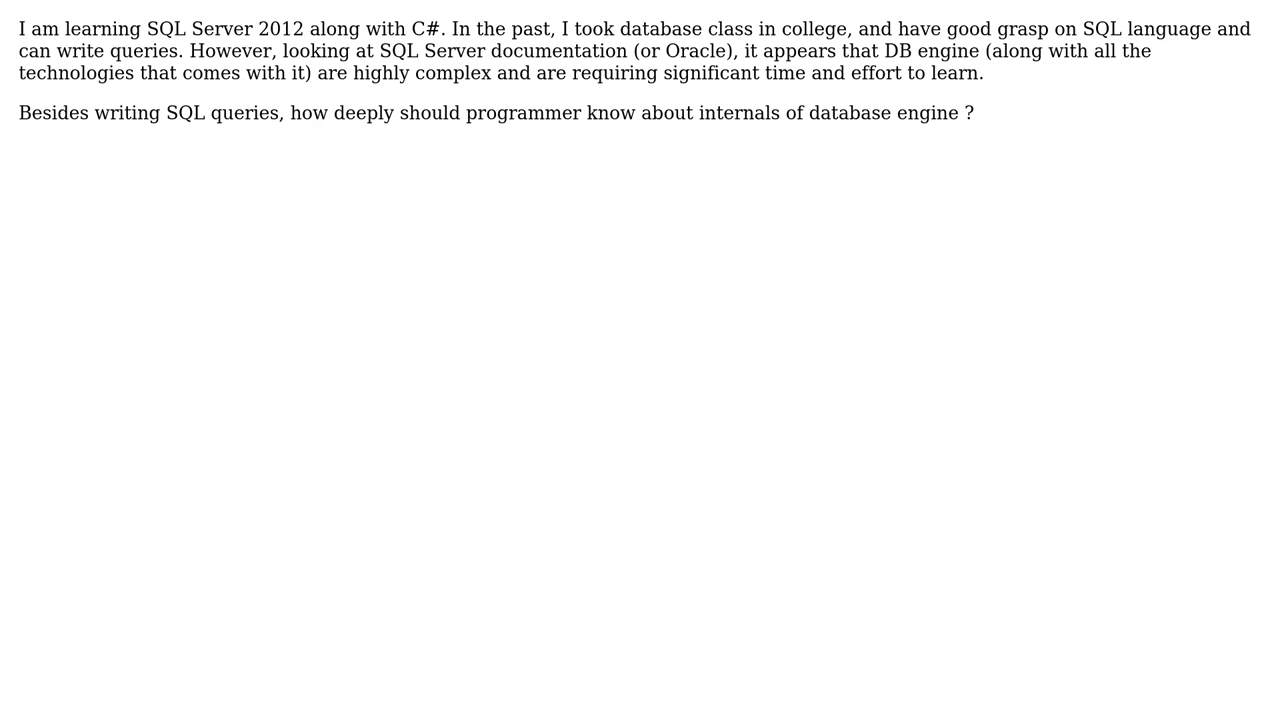 I am learning SQL Server 2012 along with C#. In the past, I took database class in college, and have good grasp on SQL language and
can write queries. However, looking at SQL Server documentation (or Oracle), it appears that DB engine (along with all the
technologies that comes with it) are highly complex and are requiring significant time and effort to learn.
Besides writing SQL queries, how deeply should programmer know about internals of database engine ?